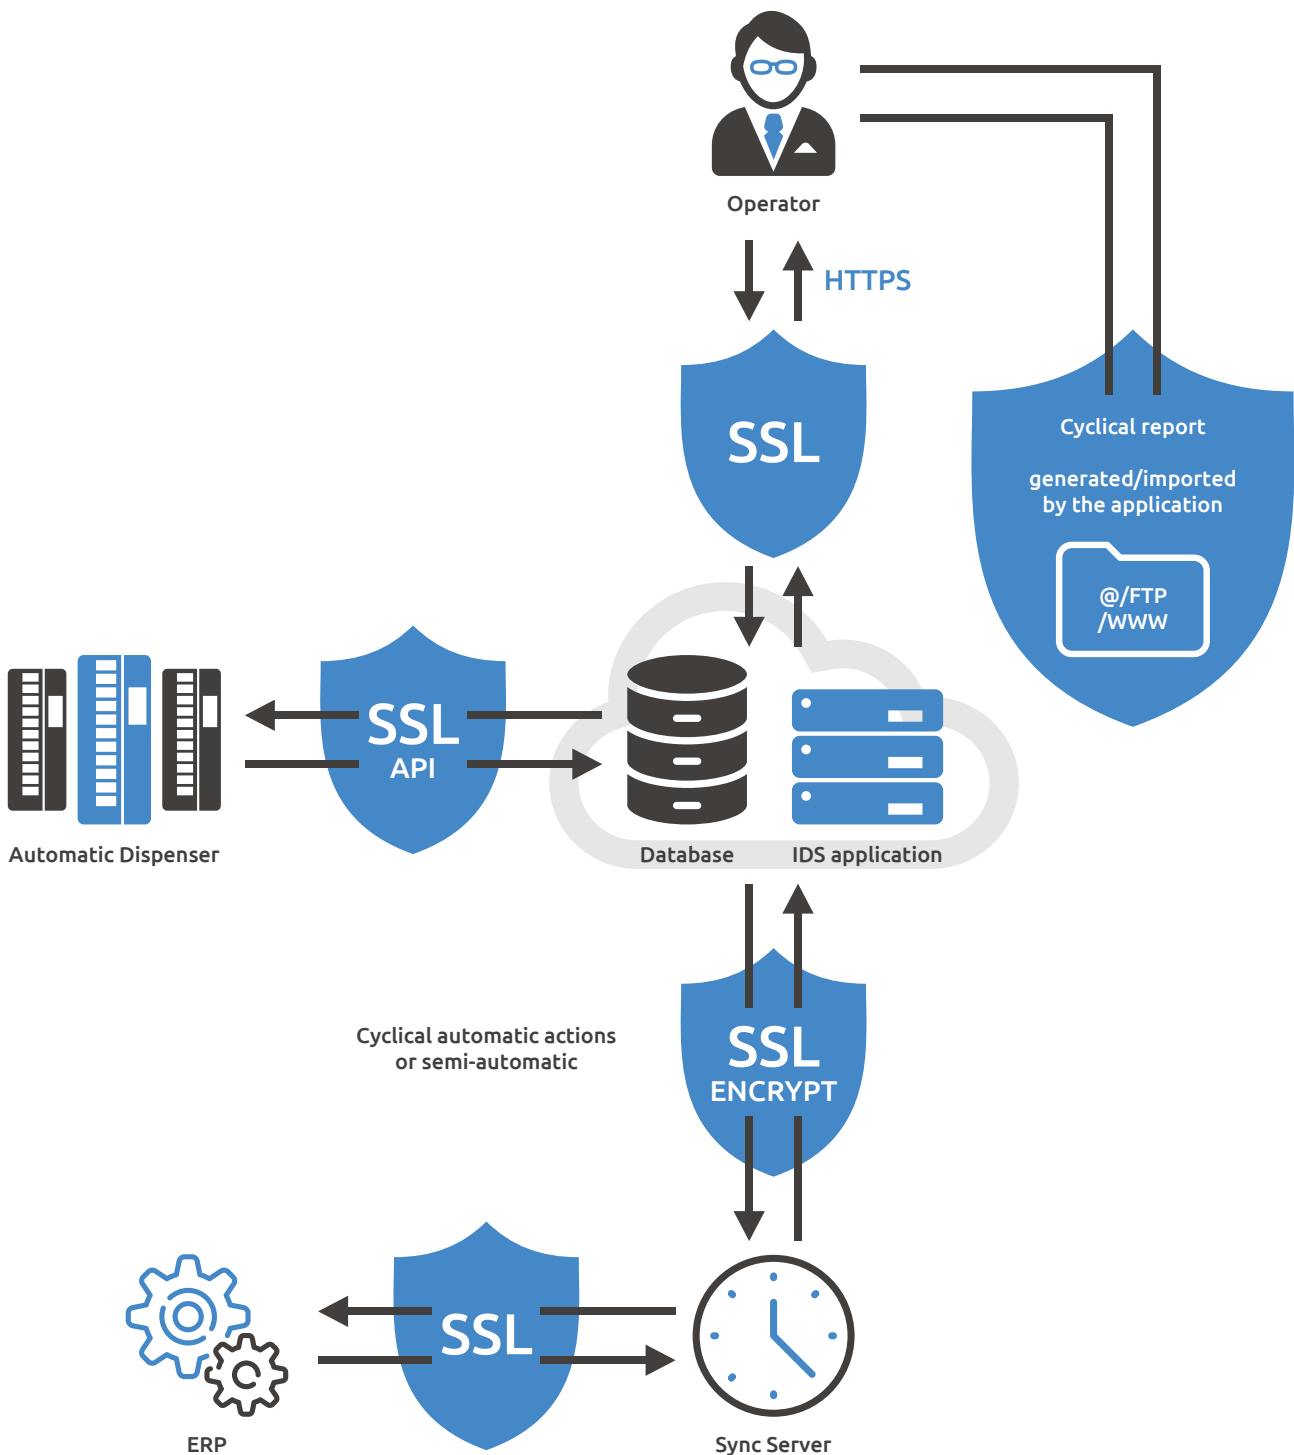 Operator
HTTPS
SSL
Cyclical report
generated/imported
by the application
@/FTP
/WWW
SSL
API
Automatic Dispenser
Database
IDS application
Cyclical automatic actions
or semi-automatic
SSL
ENCRYPT
SSL
ERP
Sync Server